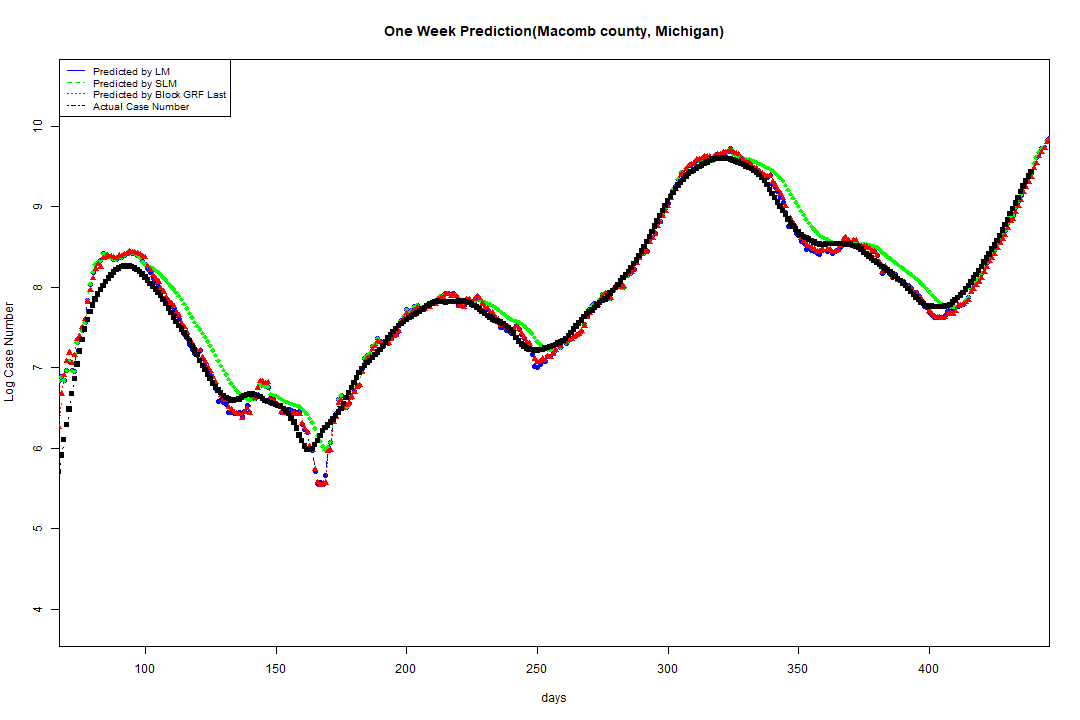 One Week Prediction(Macomb county, Michigan)
Predicted by LM
Predicted by SLM
Predicted by Block GRF Last
Actual Case Number
Log Case Number
10
9
8
7
6
5
4
100 150 200 250 300 350 400
days